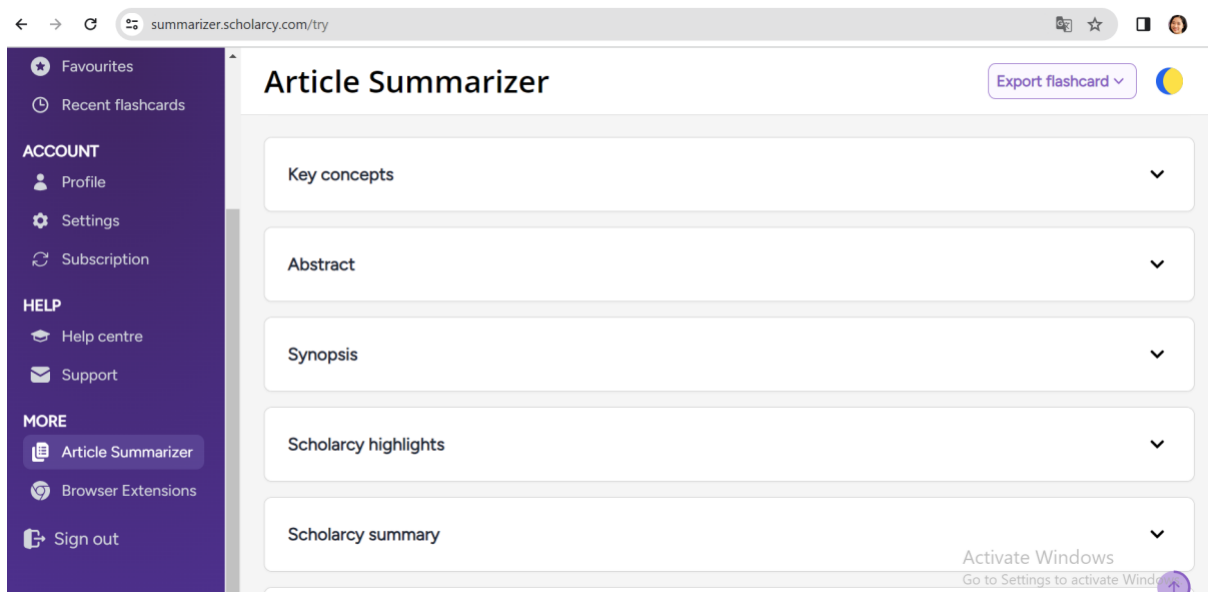 summarizer.scholarcy.com/try
Favourites
Recent flashcards
ACCOUNT
Profile
Settings
Subscription
HELP
Help centre
Support
MORE
Article Summarizer
Browser Extensions
Sign out
Article Summarizer
Export flashcard
Key concepts
Abstract
Synopsis
Scholarcy highlights
Scholarcy summary
Activate Windows
Go to Settings to activate